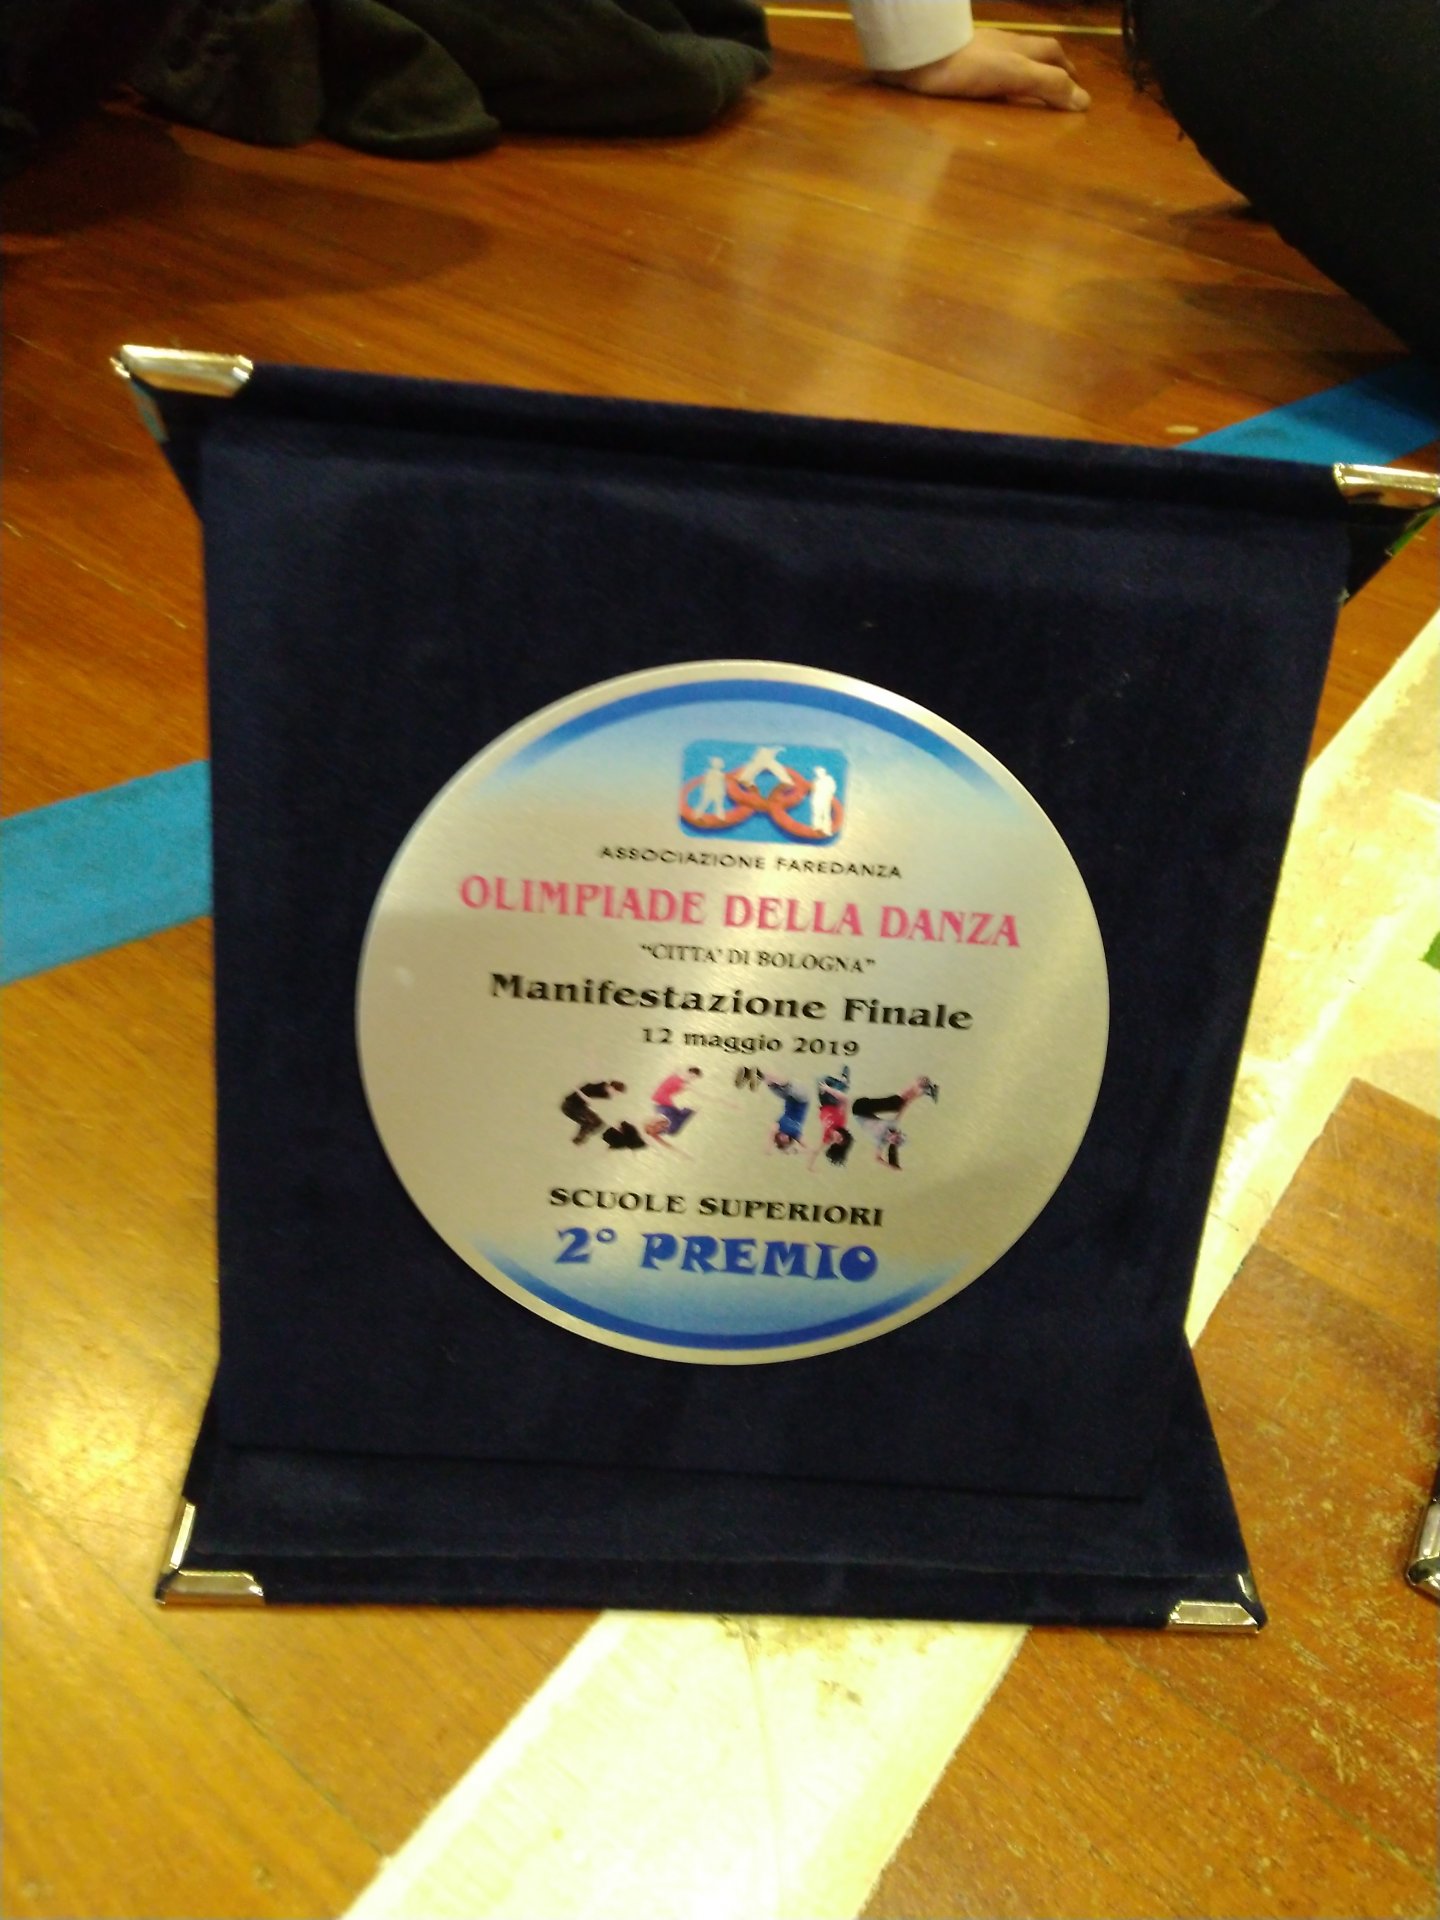 ASSOCIAZIONE FAREDANZA
OLIMPIADE DELLA DANZA
"CITTA' DI BOLOGNA"
Manifestazione Finale
12 maggio 2019
SCUOLE SUPERIORI
2° PREMIO